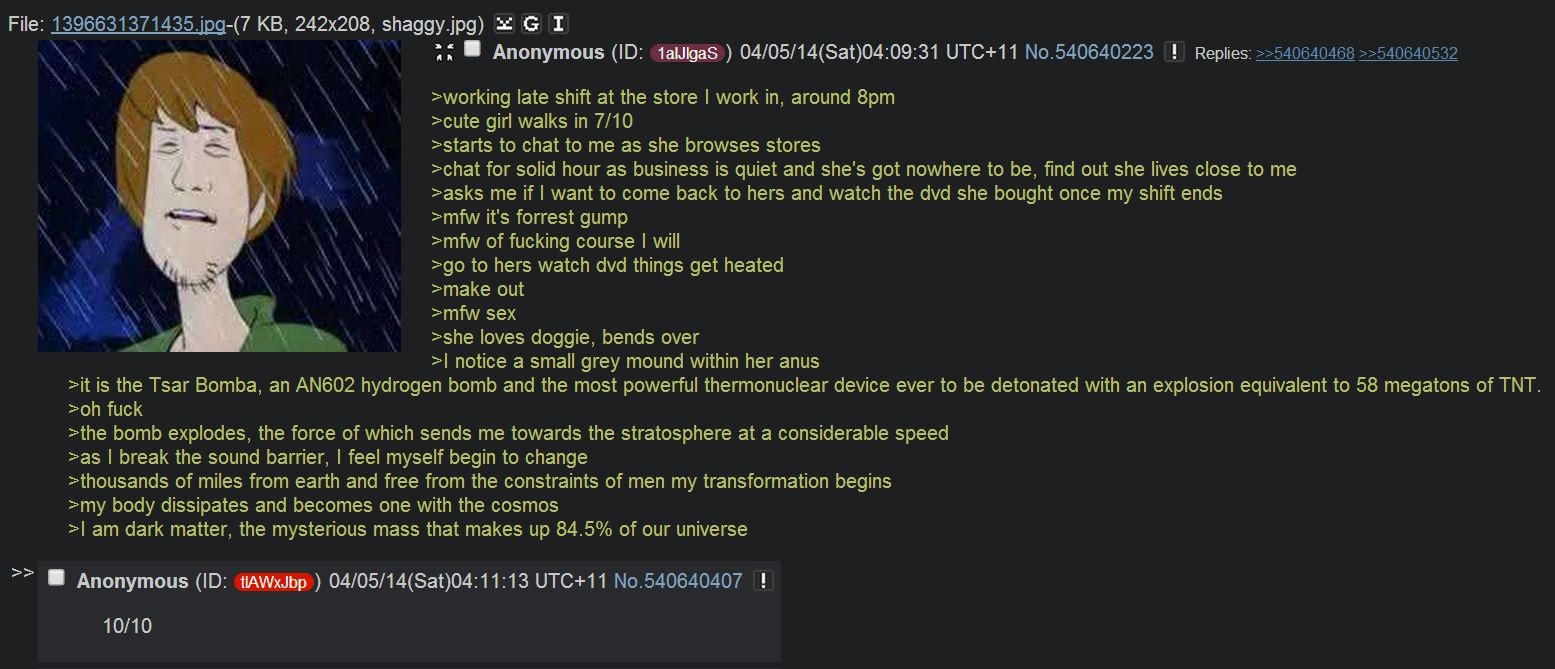 File: 1396631371435.jpg-(7 KB, 242x208, shaggy.jpg) G I
Anonymous (ID: 1alJlgaS) 04/05/14(Sat)04:09:31 UTC+11 No.540640223 ! Replies: >>540640468 >>540640532
>working late shift at the store I work in, around 8pm
>cute girl walks in 7/10
>starts to chat to me as she browses stores
>chat for solid hour as business is quiet and she's got nowhere to be, find out she lives close to me
>asks me if I want to come back to hers and watch the dvd she bought once my shift ends
>mfw it's forrest gump
>mfw of fucking course I will
>go to hers watch dvd things get heated
>make out
>mfw sex
>she loves doggie, bends over
>I notice a small grey mound within her anus
>it is the Tsar Bomba, an AN602 hydrogen bomb and the most powerful thermonuclear device ever to be detonated with an explosion equivalent to 58 megatons of TNT.
>oh fuck
>the bomb explodes, the force of which sends me towards the stratosphere at a considerable speed
>as I break the sound barrier, I feel myself begin to change
>thousands of miles from earth and free from the constraints of men my transformation begins
>my body dissipates and becomes one with the cosmos
>I am dark matter, the mysterious mass that makes up 84.5% of our universe
>> Anonymous (ID: tlAWxJbp) 04/05/14(Sat)04:11:13 UTC+11 No.540640407 !
10/10